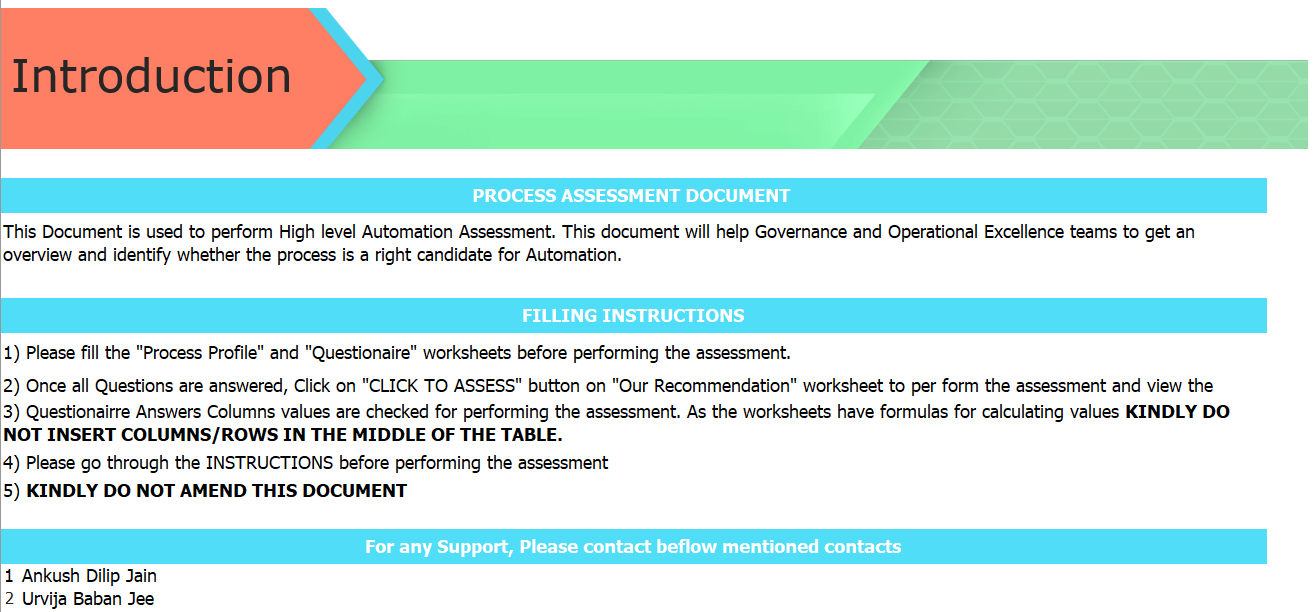 Introduction
PROCESS ASSESSMENT DOCUMENT
This Document is used to perform High level Automation Assessment. This document will help Governance and Operational Excellence teams to get an
overview and identify whether the process is a right candidate for Automation.
FILLING INSTRUCTIONS
1) Please fill the "Process Profile" and "Questionaire" worksheets before performing the assessment.
2) Once all Questions are answered, Click on "CLICK TO ASSESS" button on "Our Recommendation" worksheet to per form the assessment and view the
3) Questionairre Answers Columns values are checked for performing the assessment. As the worksheets have formulas for calculating values KINDLY DO
NOT INSERT COLUMNS/ROWS IN THE MIDDLE OF THE TABLE.
4) Please go through the INSTRUCTIONS before performing the assessment
5) KINDLY DO NOT AMEND THIS DOCUMENT
For any Support, Please contact beflow mentioned contacts
1 Ankush Dilip Jain
2 Urvija Baban Jee